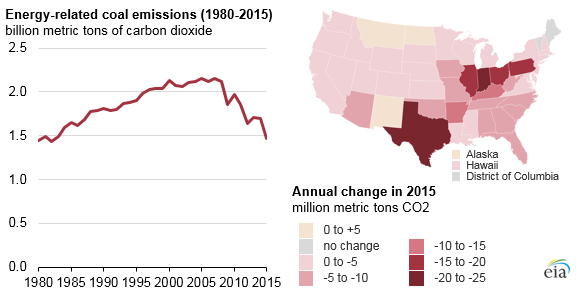 Energy-related coal emissions (1980-2015)
billion metric tons of carbon dioxide
2.5
2.0
1.5
1.0
0.5
0.0
1980 1985 1990 1995 2000 2005 2010 2015
Alaska
Hawaii
District of Columbia
Annual change in 2015
million metric tons CO2
0 to +5
no change
0 to -5
-5 to -10
-10 to -15
-15 to -20
-20 to -25
eia